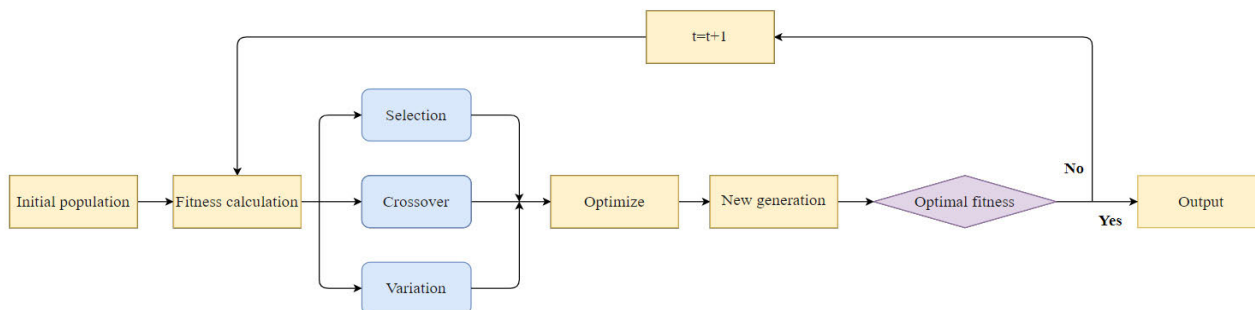 t=t+1
Selection
Initial population
Fitness calculation
Crossover
Optimize
New generation
Optimal fitness
No
Yes
Output
Variation